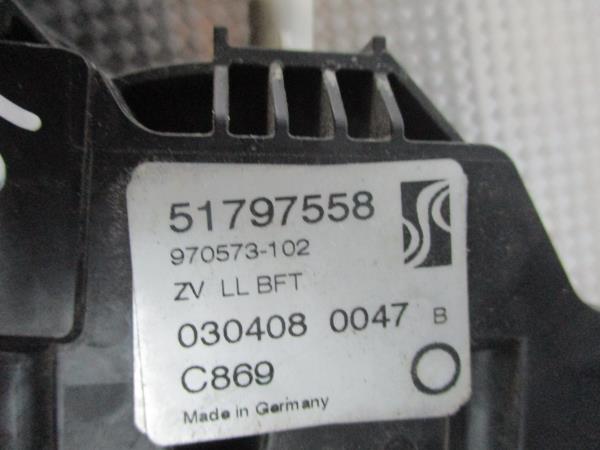 51797558
970573-102
ZV LL BFT
030408 0047 B
C869
Made in Germany